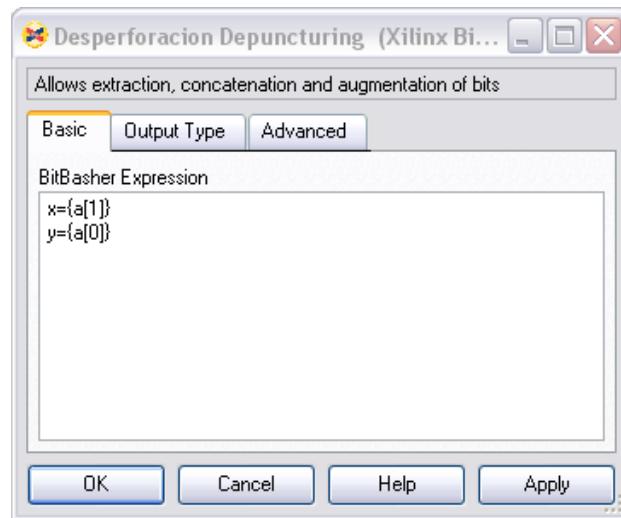 Desperforacion Depuncturing (Xilinx Bi...
Allows extraction, concatenation and augmentation of bits
Basic Output Type Advanced
BitBasher Expression
x={a[1]}
y={a[0]}
OK Cancel Help Apply